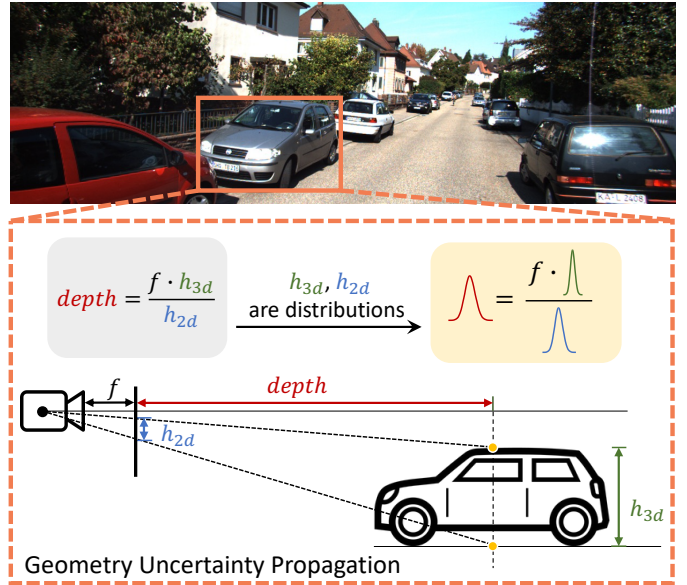 KA·L 2408
depth = f · h3d / h2d
h3d, h2d
are distributions
= f ·
f
depth
h2d
h3d
Geometry Uncertainty Propagation